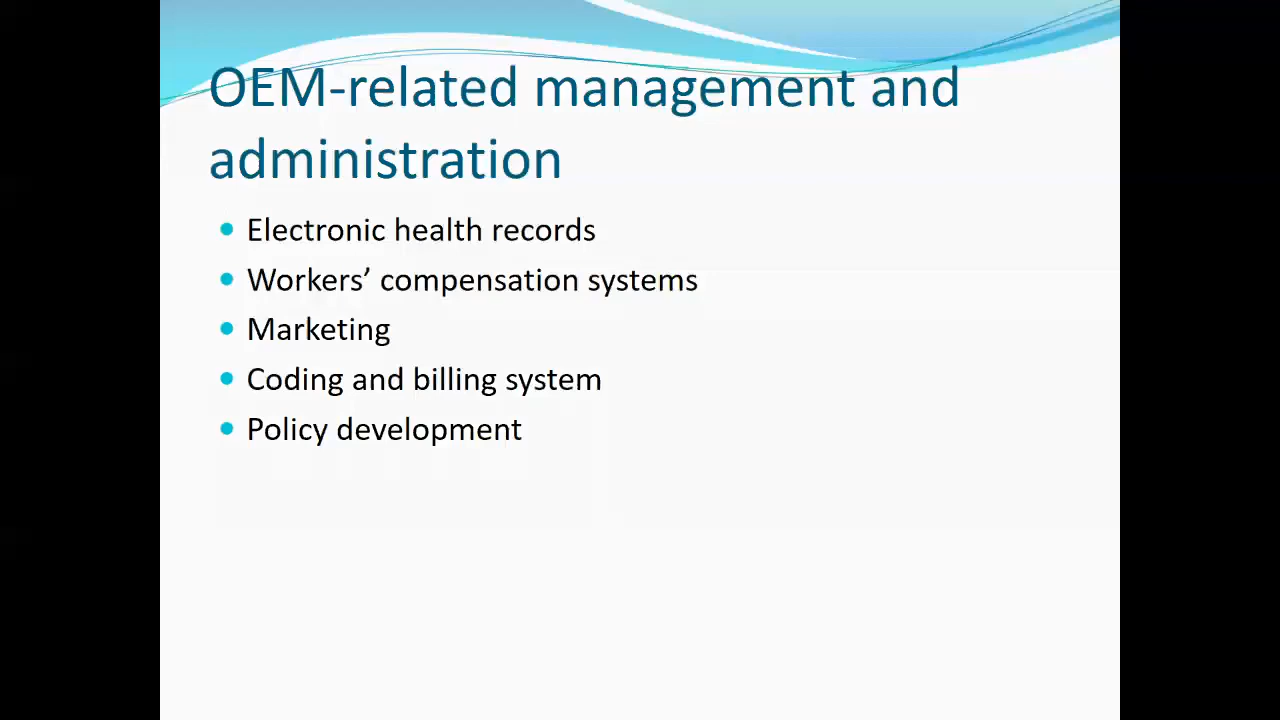 OEM-related management and
administration
Electronic health records
Workers’ compensation systems
Marketing
Coding and billing system
Policy development